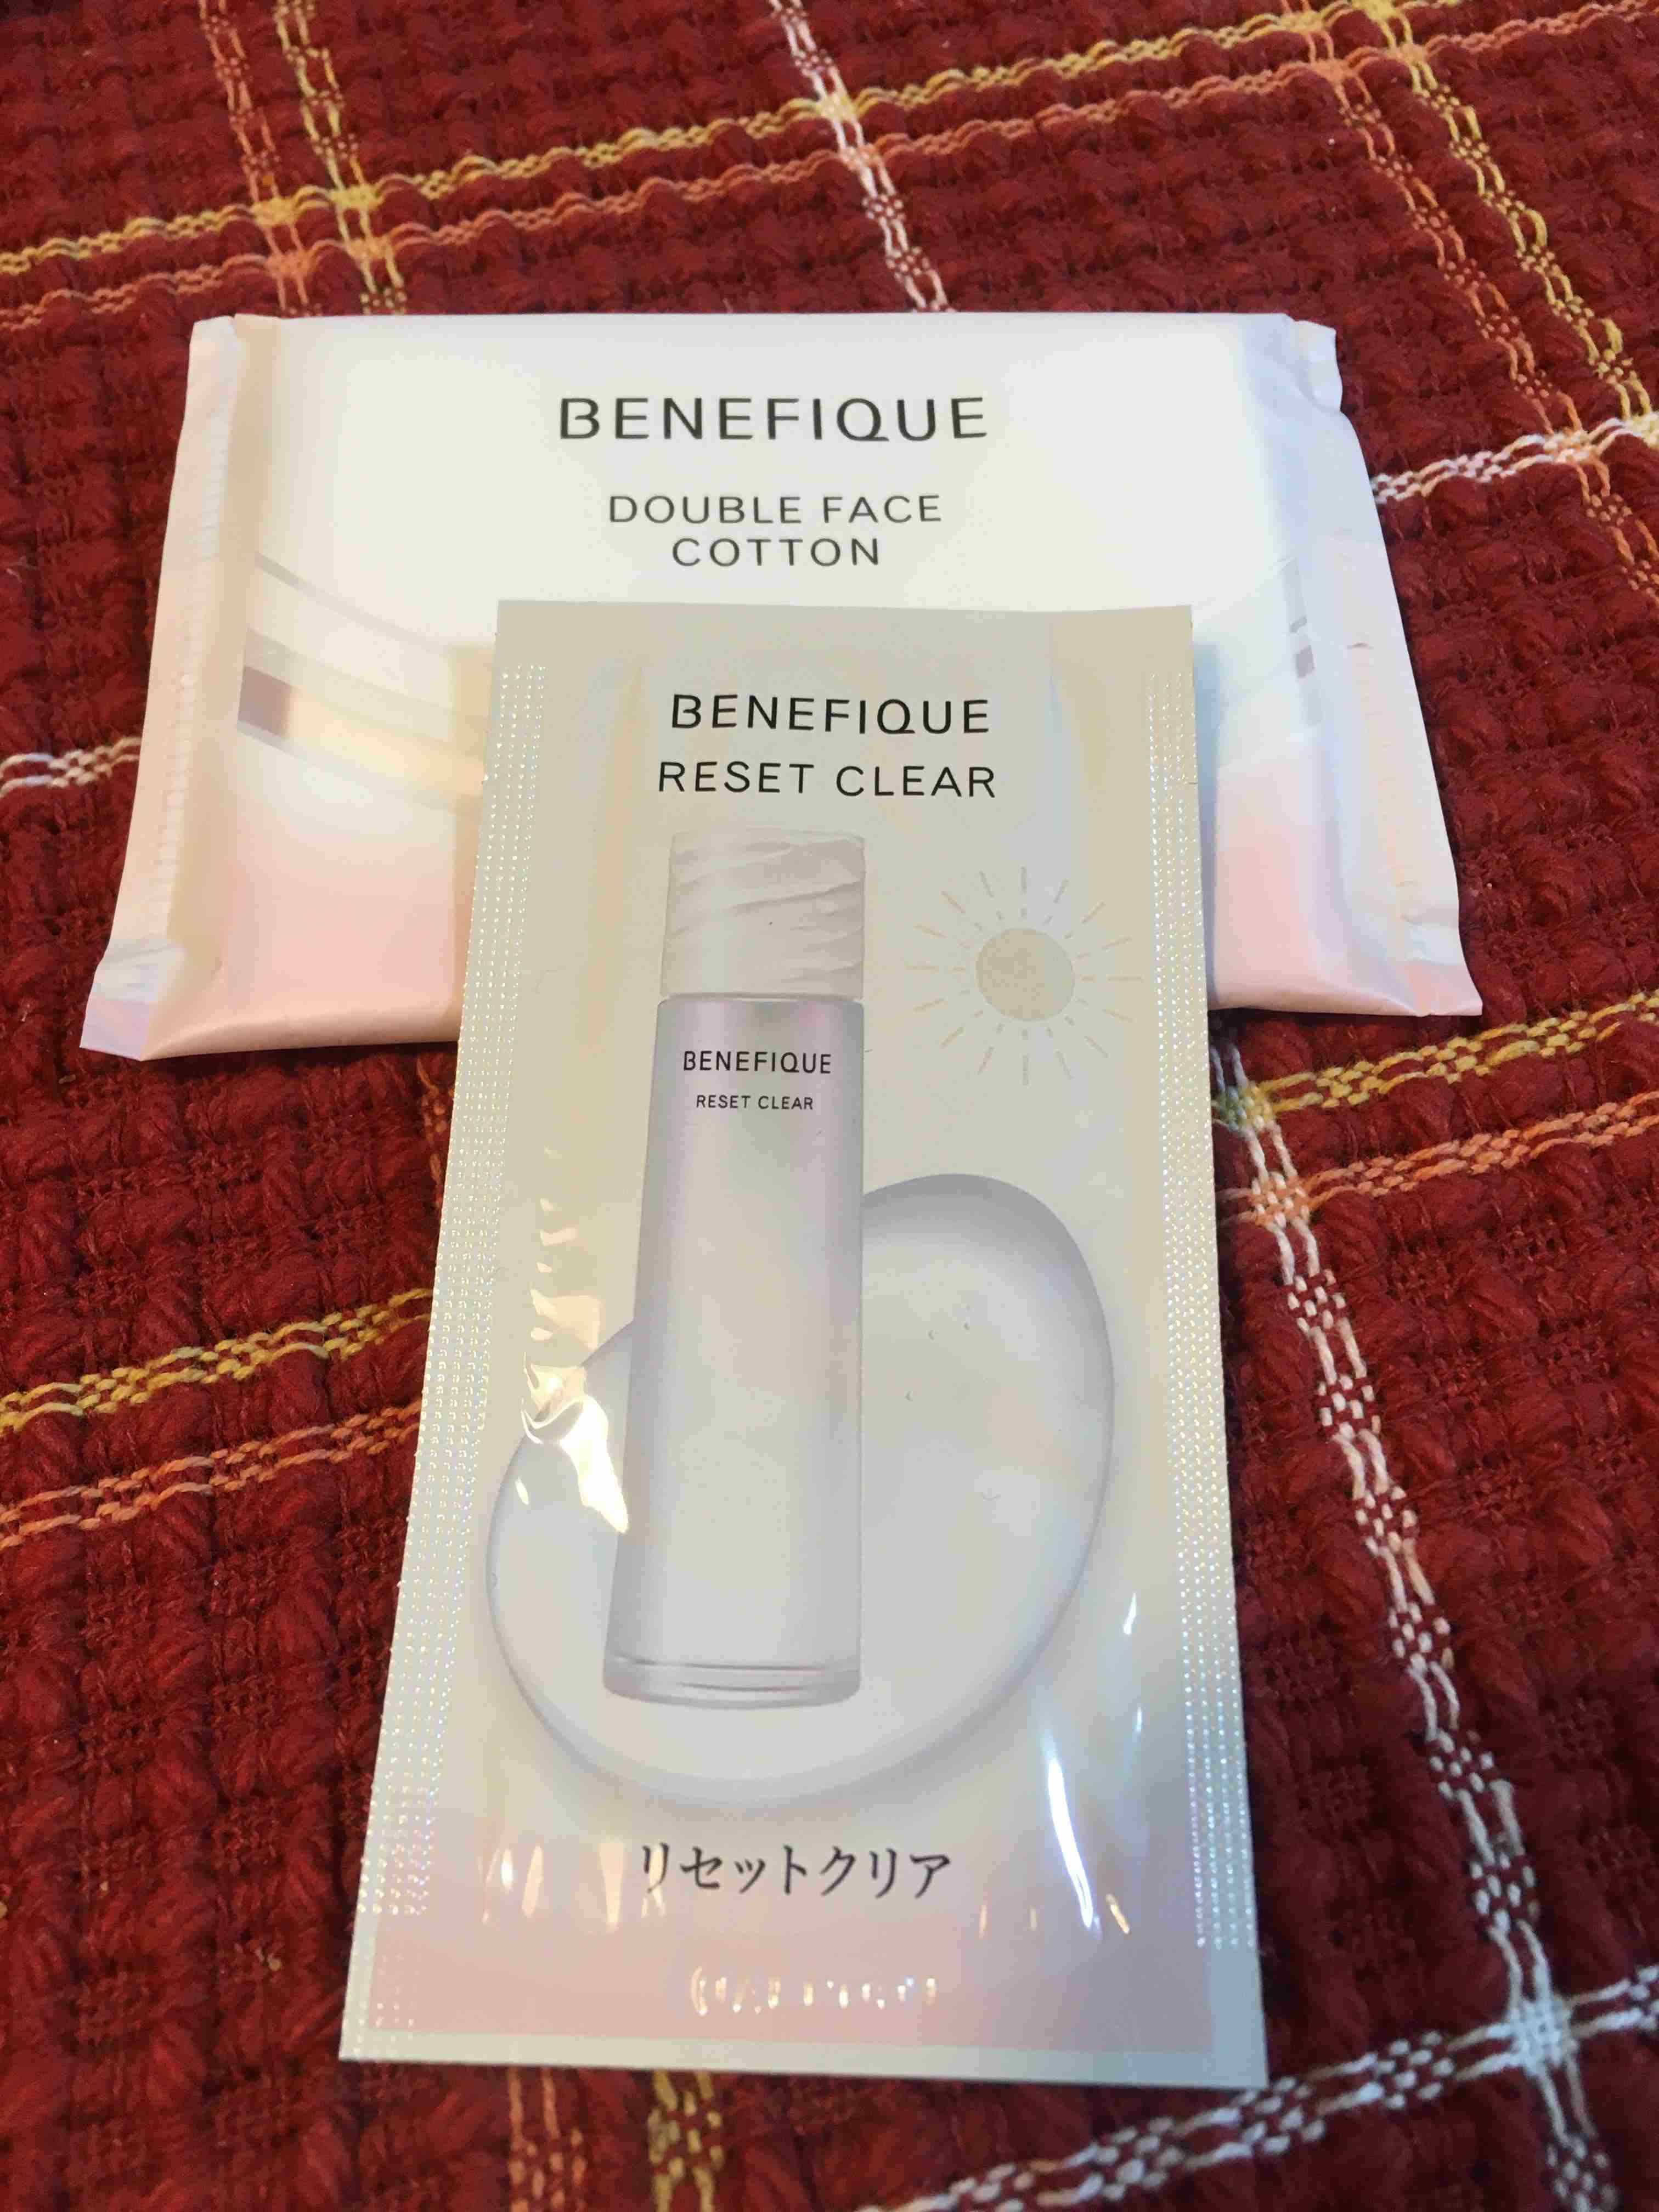 BENEFIQUE
DOUBLE FACE
COTTON
BENEFIQUE
RESET CLEAR
BENEFIQUE
RESET CLEAR
リセットクリア